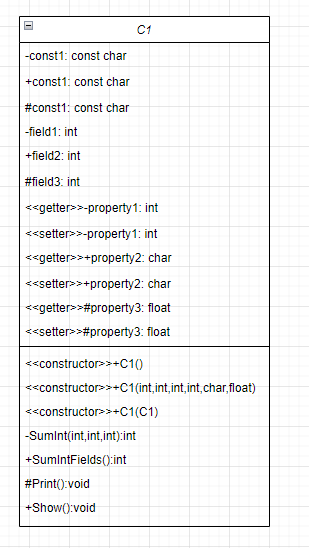 C1
-const1: const char
+const1: const char
#const1: const char
-field1: int
+field2: int
#field3: int
<<getter>>-property1: int
<<setter>>-property1: int
<<getter>>+property2: char
<<setter>>+property2: char
<<getter>>#property3: float
<<setter>>#property3: float
<<constructor>>+C1()
<<constructor>>+C1(int,int,int,int,char,float)
<<constructor>>+C1(C1)
-SumInt(int,int,int):int
+SumIntFields():int
#Print():void
+Show():void